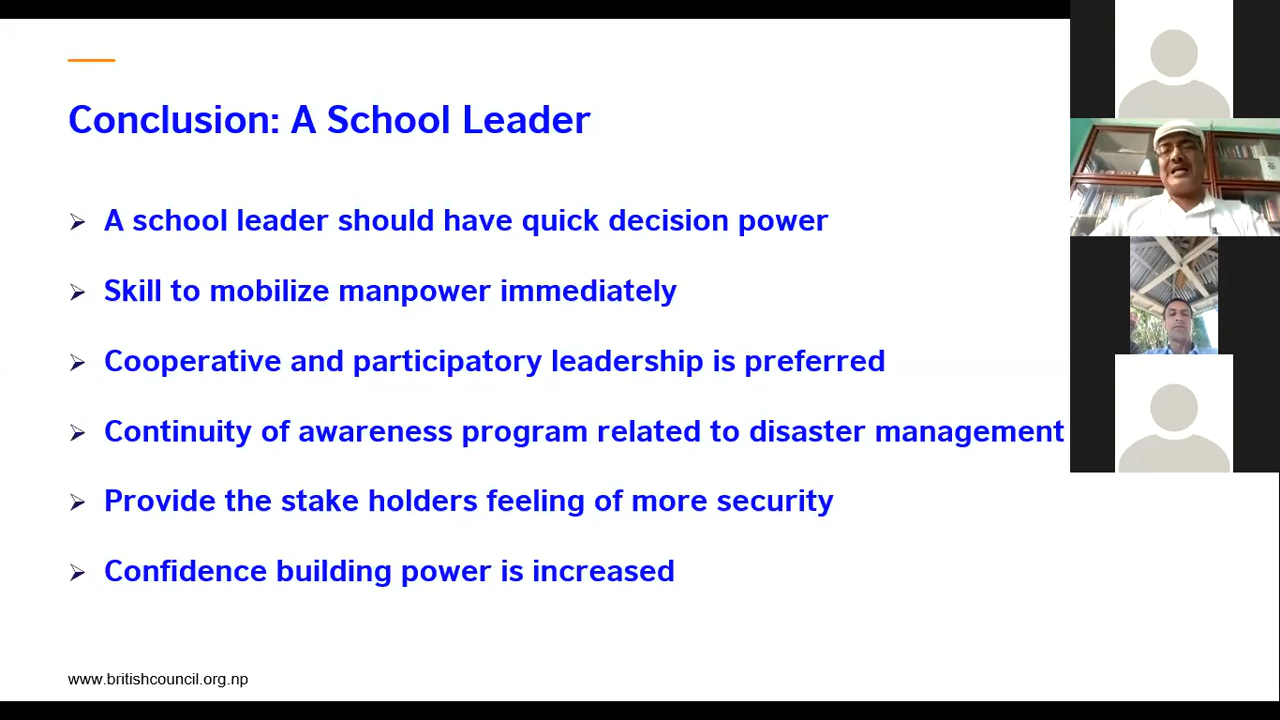 Conclusion: A School Leader
A school leader should have quick decision power
Skill to mobilize manpower immediately
Cooperative and participatory leadership is preferred
Continuity of awareness program related to disaster management
Provide the stake holders feeling of more security
Confidence building power is increased
www.britishcouncil.org.np